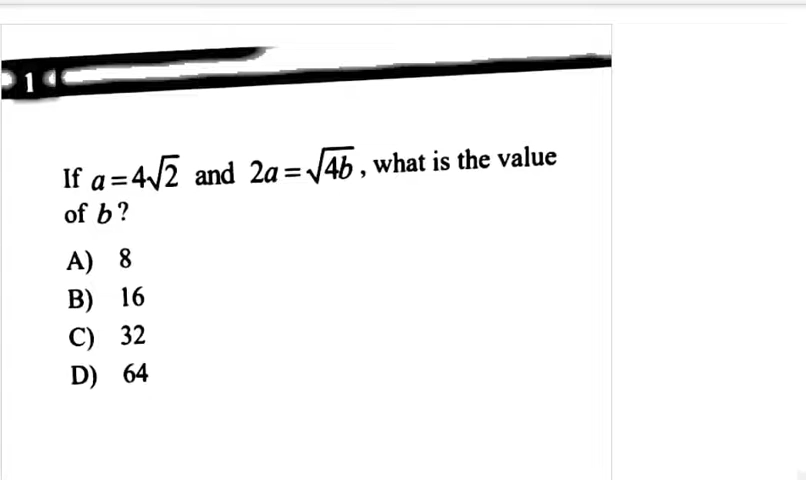 1
If a=4√2 and 2a=√4b, what is the value
of b?
A) 8
B) 16
C) 32
D) 64